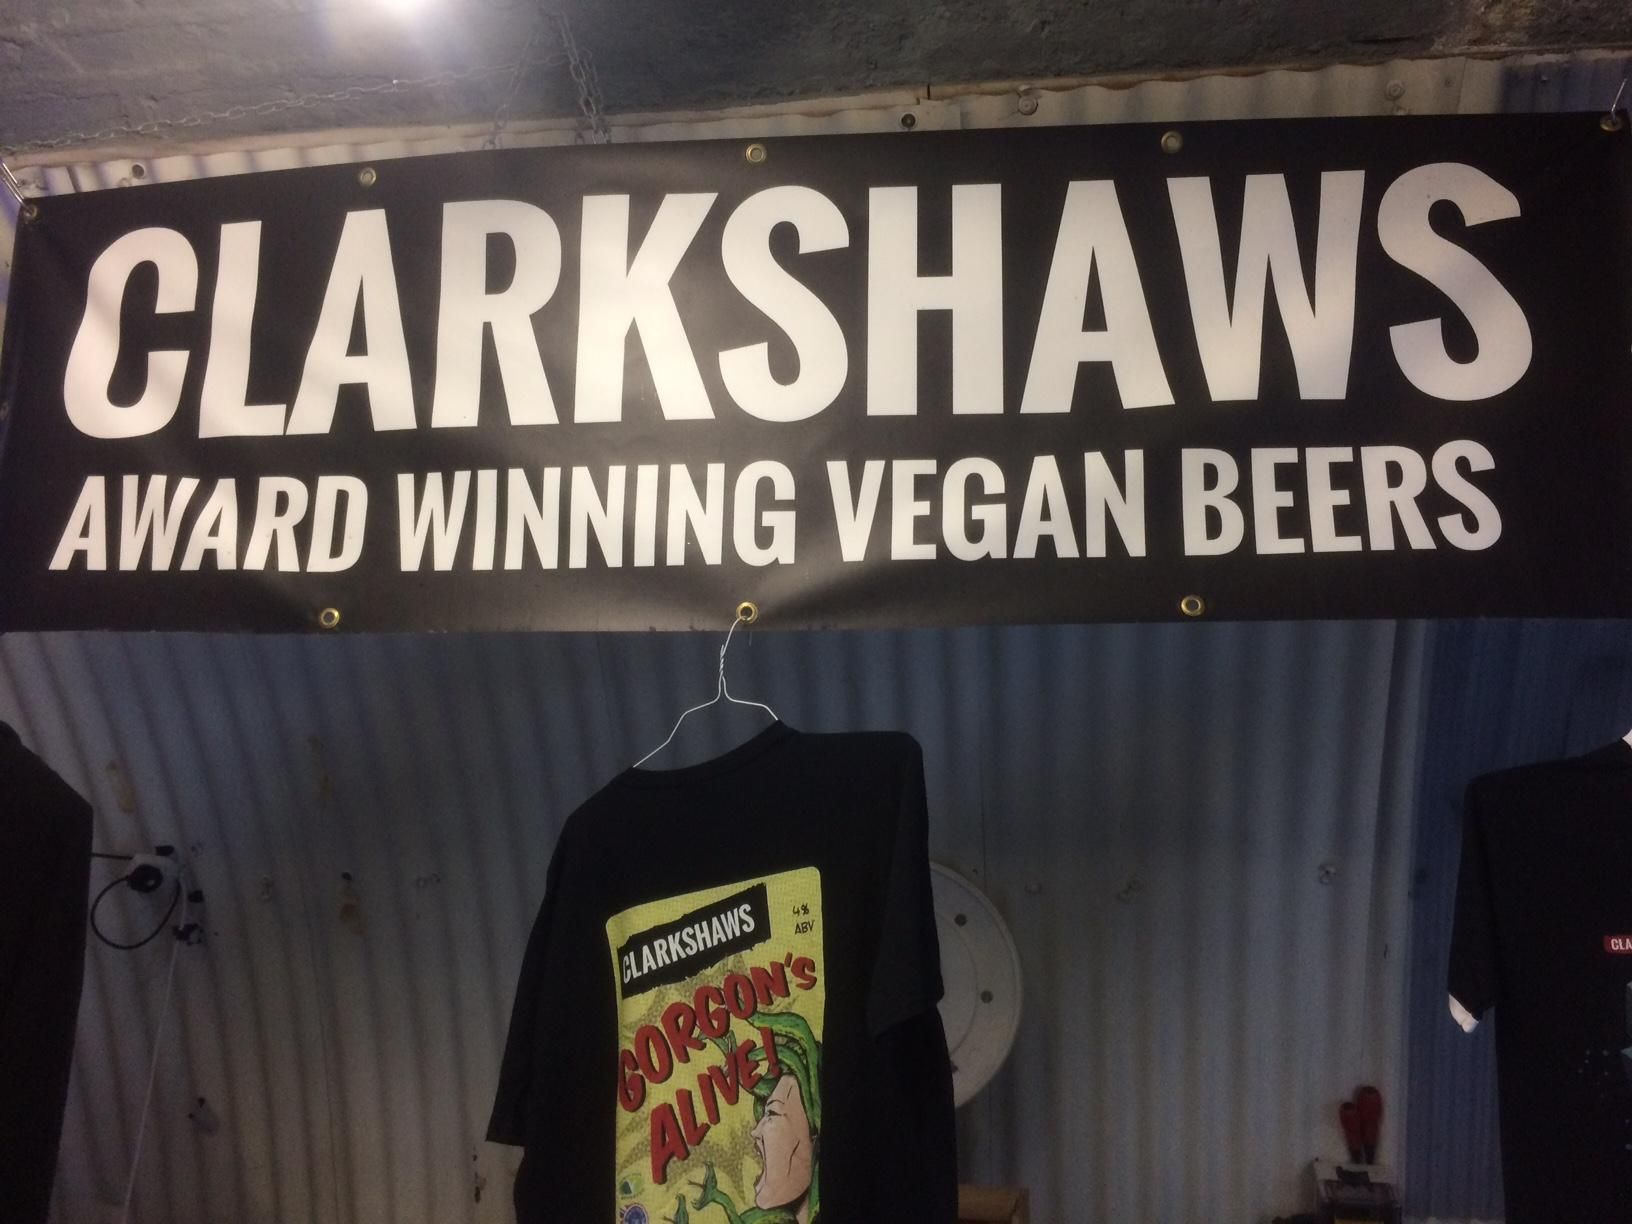 CLARKSHAWS
AWARD WINNING VEGAN BEERS
CLARKSHAWS
4%
ABV
GORGON'S
ALIVE!